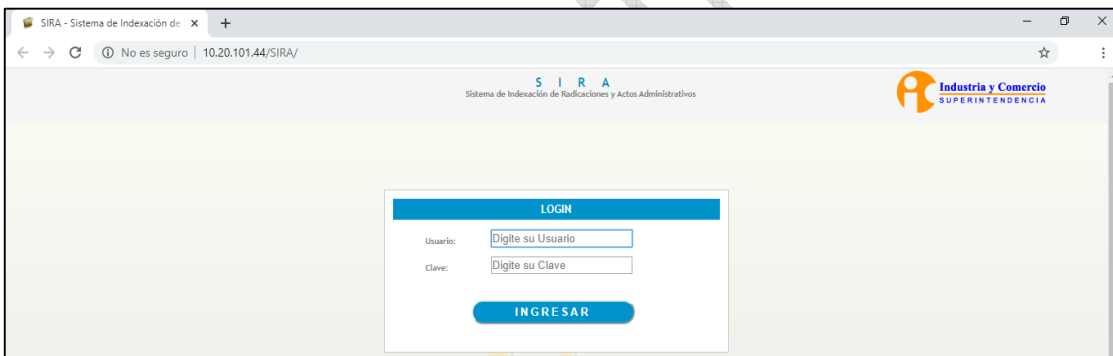 SIRA - Sistema de Indexación de
No es seguro | 10.20.101.44/SIRA/
S I R A
Sistema de Indexación de Radicaciones y Actos Administrativos
Industria y Comercio
SUPERINTENDENCIA
LOGIN
Usuario: Digite su Usuario
Clave: Digite su Clave
INGRESAR